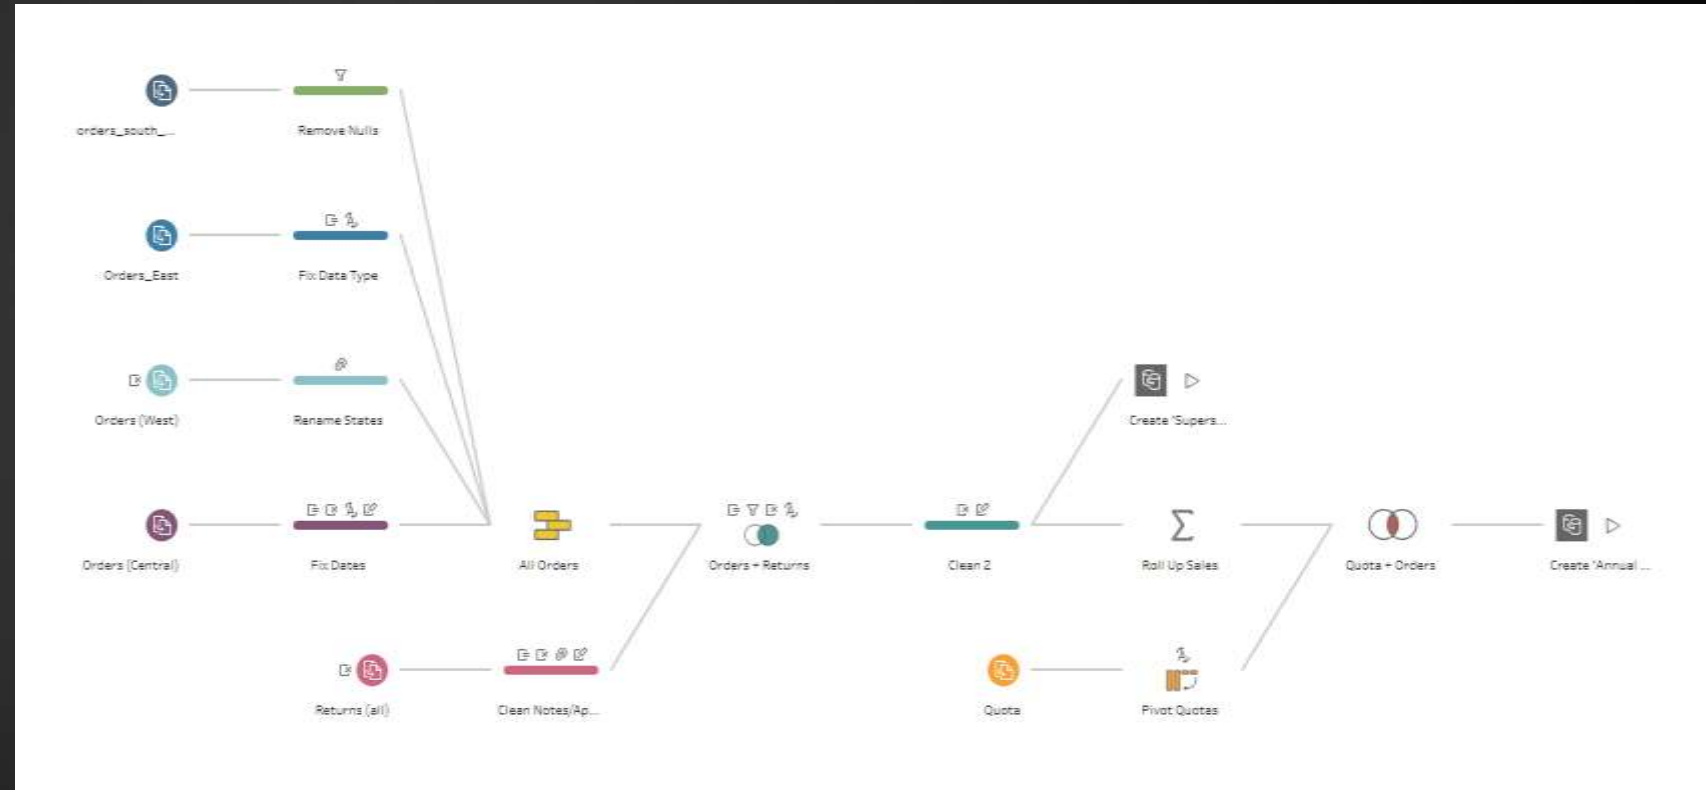 orders_south_...
Remove Nulls
Orders_East
Fix Data Type
Orders (West)
Rename States
Create 'Supers...
Orders (Central)
Fix Dates
All Orders
Orders + Returns
Clean 2
Roll Up Sales
Quota + Orders
Create 'Annual ...
Returns (all)
Clean Notes/Ap...
Quota
Pivot Quotas